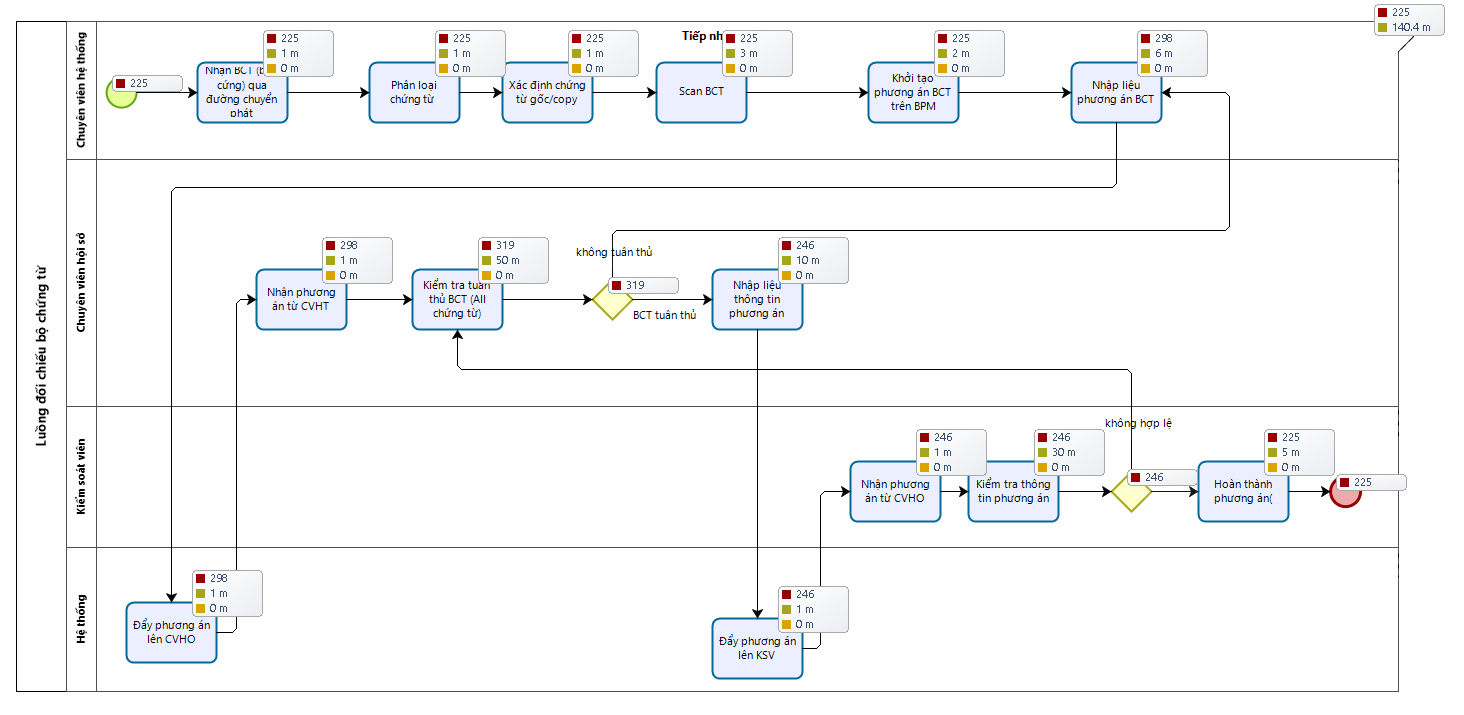 225
140.4 m
Luồng đối chiếu bộ chứng từ
Chuyên viên hệ thống
Tiếp nh
225
225
1 m
0 m
Nhận BCT (b
cứng) qua
đường chuyển
phát
225
1 m
0 m
Phân loại
chứng từ
225
1 m
0 m
Xác định chứng
từ gốc/copy
225
3 m
0 m
Scan BCT
225
2 m
0 m
Khởi tạo
phương án BCT
trên BPM
298
6 m
0 m
Nhập liệu
phương án BCT
Chuyên viên hội sở
298
1 m
0 m
Nhận phương
án từ CVHT
319
50 m
0 m
Kiểm tra tuân
thủ BCT (All
chứng từ)
không tuân thủ
319
BCT tuân thủ
246
10 m
0 m
Nhập liệu
thông tin
phương án
Kiểm soát viên
246
1 m
0 m
Nhận phương
án từ CVHO
246
30 m
0 m
Kiểm tra thông
tin phương án
không hợp lệ
246
225
5 m
0 m
Hoàn thành
phương án(
225
Hệ thống
298
1 m
0 m
Đẩy phương án
lên CVHO
246
1 m
0 m
Đẩy phương án
lên KSV